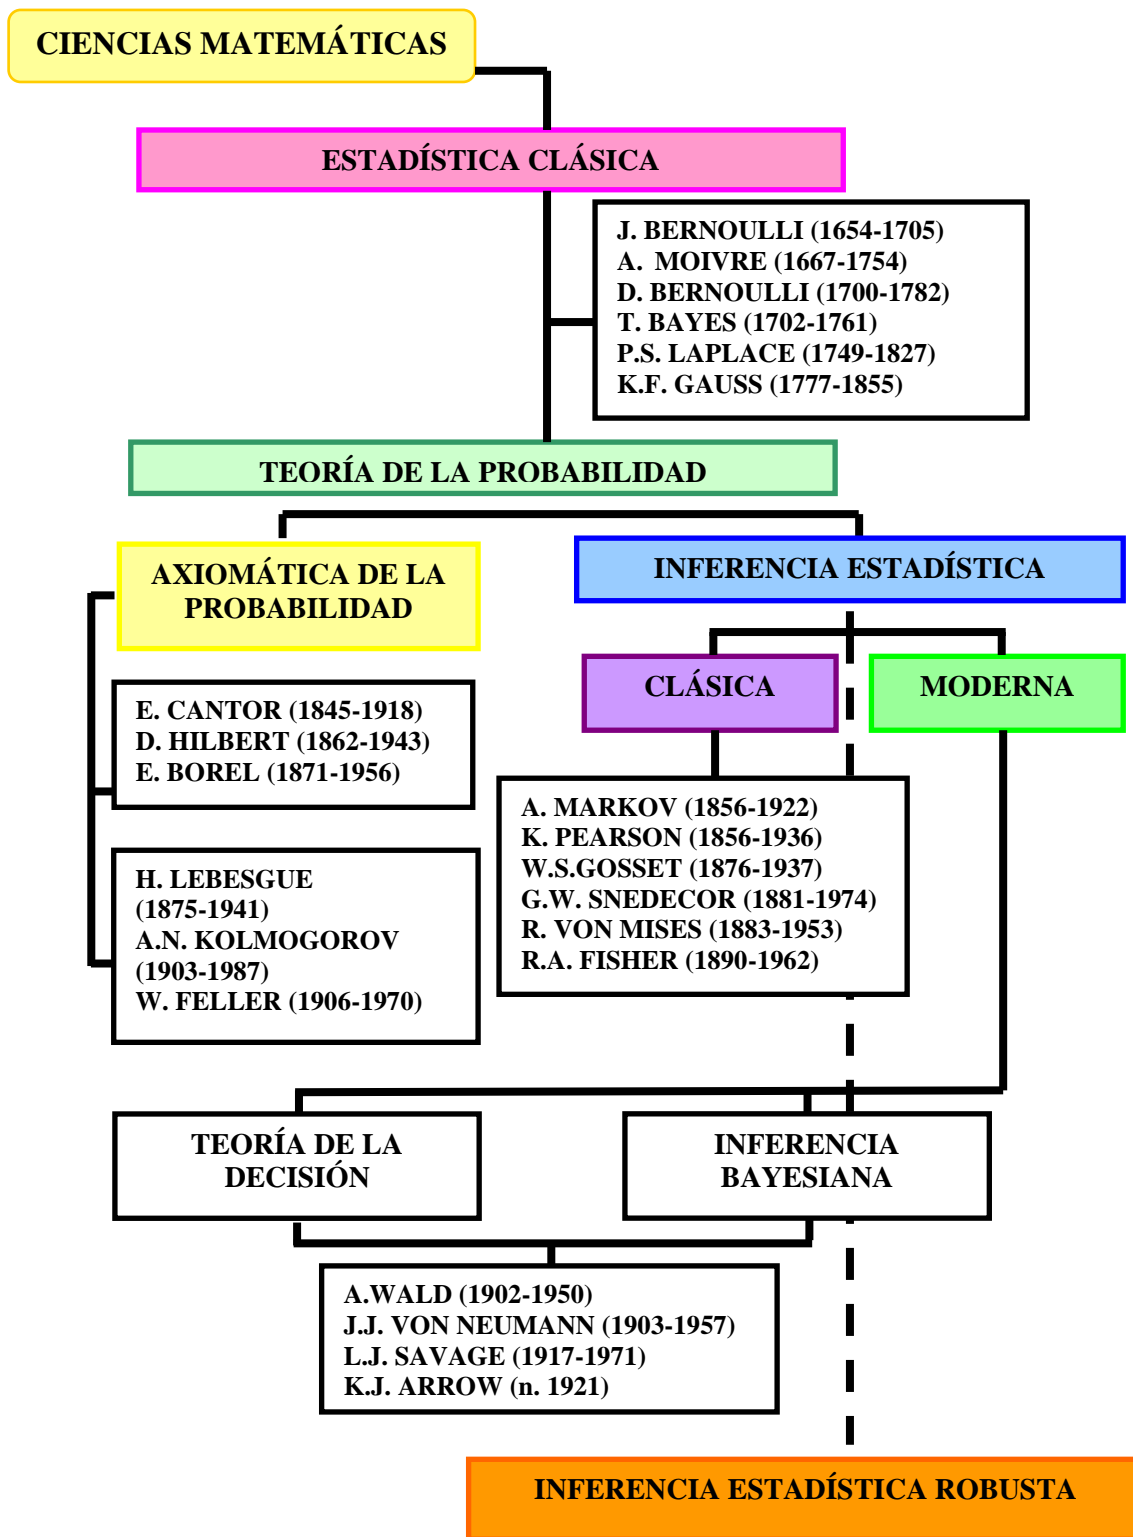 CIENCIAS MATEMÁTICAS
ESTADÍSTICA CLÁSICA
J. BERNOULLI (1654-1705)
A. MOIVRE (1667-1754)
D. BERNOULLI (1700-1782)
T. BAYES (1702-1761)
P.S. LAPLACE (1749-1827)
K.F. GAUSS (1777-1855)
TEORÍA DE LA PROBABILIDAD
AXIOMÁTICA DE LA
PROBABILIDAD
E. CANTOR (1845-1918)
D. HILBERT (1862-1943)
E. BOREL (1871-1956)
H. LEBESGUE
(1875-1941)
A.N. KOLMOGOROV
(1903-1987)
W. FELLER (1906-1970)
INFERENCIA ESTADÍSTICA
CLÁSICA
MODERNA
A. MARKOV (1856-1922)
K. PEARSON (1856-1936)
W.S.GOSSET (1876-1937)
G.W. SNEDECOR (1881-1974)
R. VON MISES (1883-1953)
R.A. FISHER (1890-1962)
TEORÍA DE LA
DECISIÓN
INFERENCIA
BAYESIANA
A.WALD (1902-1950)
J.J. VON NEUMANN (1903-1957)
L.J. SAVAGE (1917-1971)
K.J. ARROW (n. 1921)
INFERENCIA ESTADÍSTICA ROBUSTA